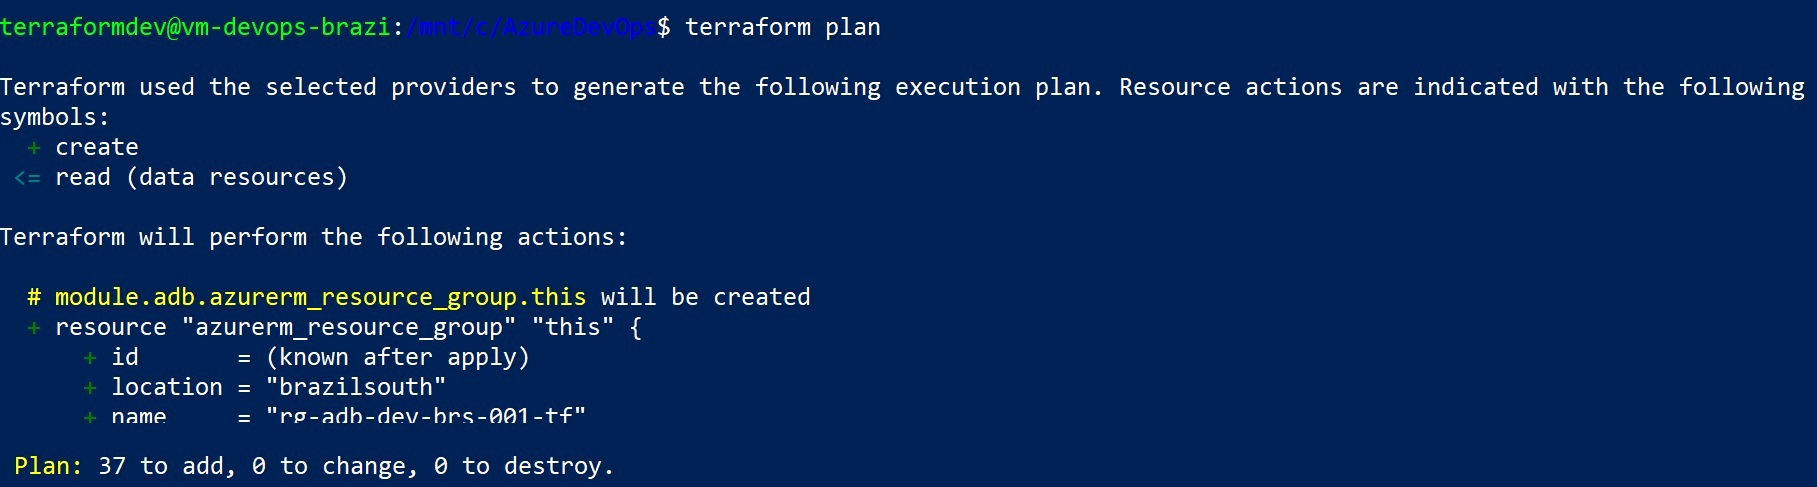 terraformdev@vm-devops-brazi:/mnt/c/AzureDevOps$ terraform plan
Terraform used the selected providers to generate the following execution plan. Resource actions are indicated with the following
symbols:
+ create
<= read (data resources)
Terraform will perform the following actions:
# module.adb.azurerm_resource_group.this will be created
+ resource "azurerm_resource_group" "this" {
+ id       = (known after apply)
+ location = "brazilsouth"
+ name     = "rg-adb-dev-brs-001-tf"
Plan: 37 to add, 0 to change, 0 to destroy.